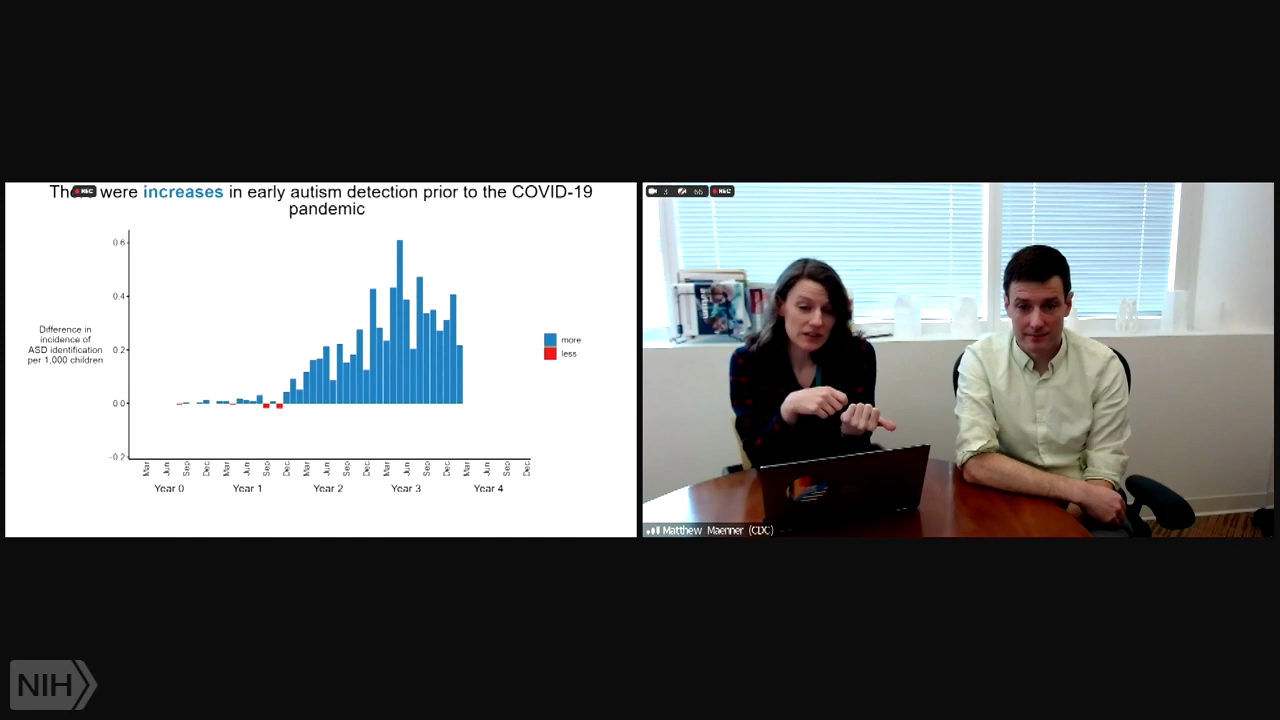 The  were increases in early autism detection prior to the COVID-19
pandemic
REC
0.6
0.4
0.2
0.0
-0.2
Difference in
incidence of
ASD identification
per 1,000 children
more
less
Mar Jun Sep Dec Mar Jun Sep Dec Mar Jun Sep Dec Mar Jun Sep Dec Mar Jun Sep Dec
Year 0 Year 1 Year 2 Year 3 Year 4
3 66 REC
Matthew Maenner (CDC)
NIH